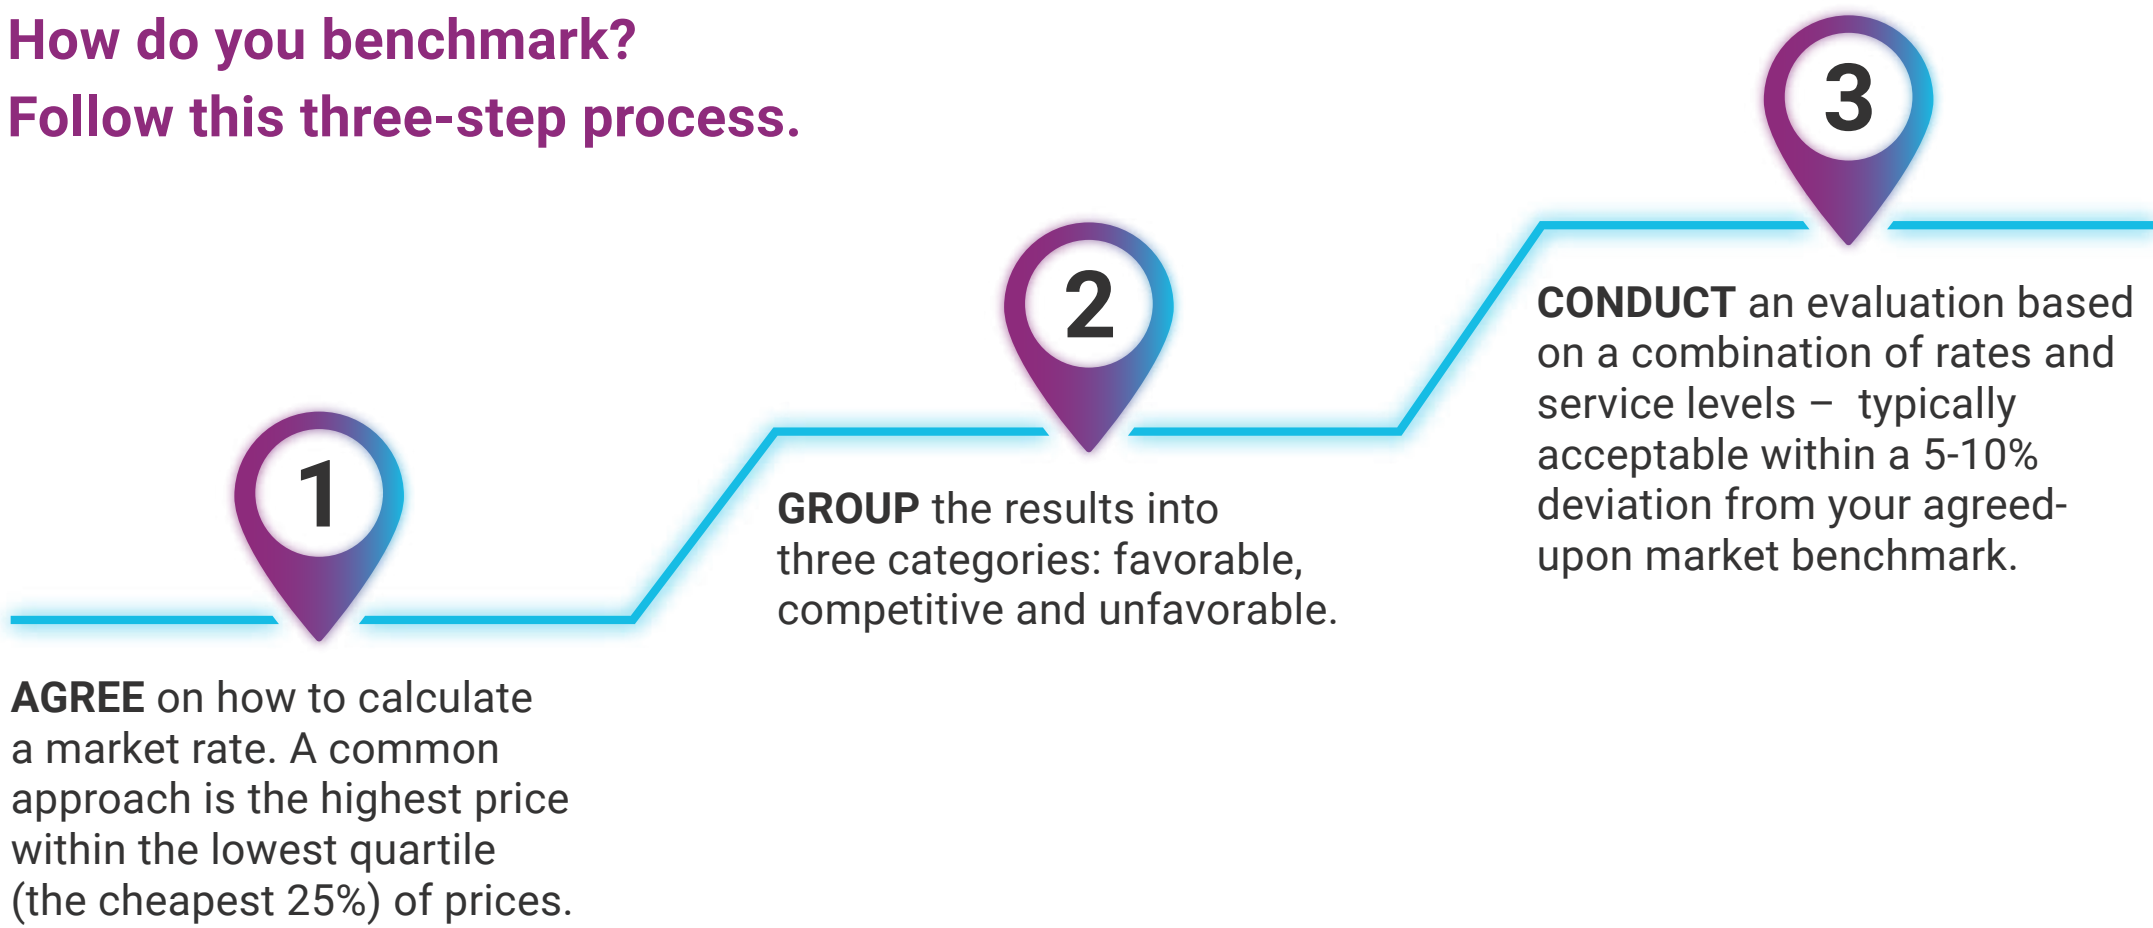 How do you benchmark?
Follow this three-step process.
1
AGREE on how to calculate
a market rate. A common
approach is the highest price
within the lowest quartile
(the cheapest 25%) of prices.
2
GROUP the results into
three categories: favorable,
competitive and unfavorable.
3
CONDUCT an evaluation based
on a combination of rates and
service levels – typically
acceptable within a 5-10%
deviation from your agreed-
upon market benchmark.